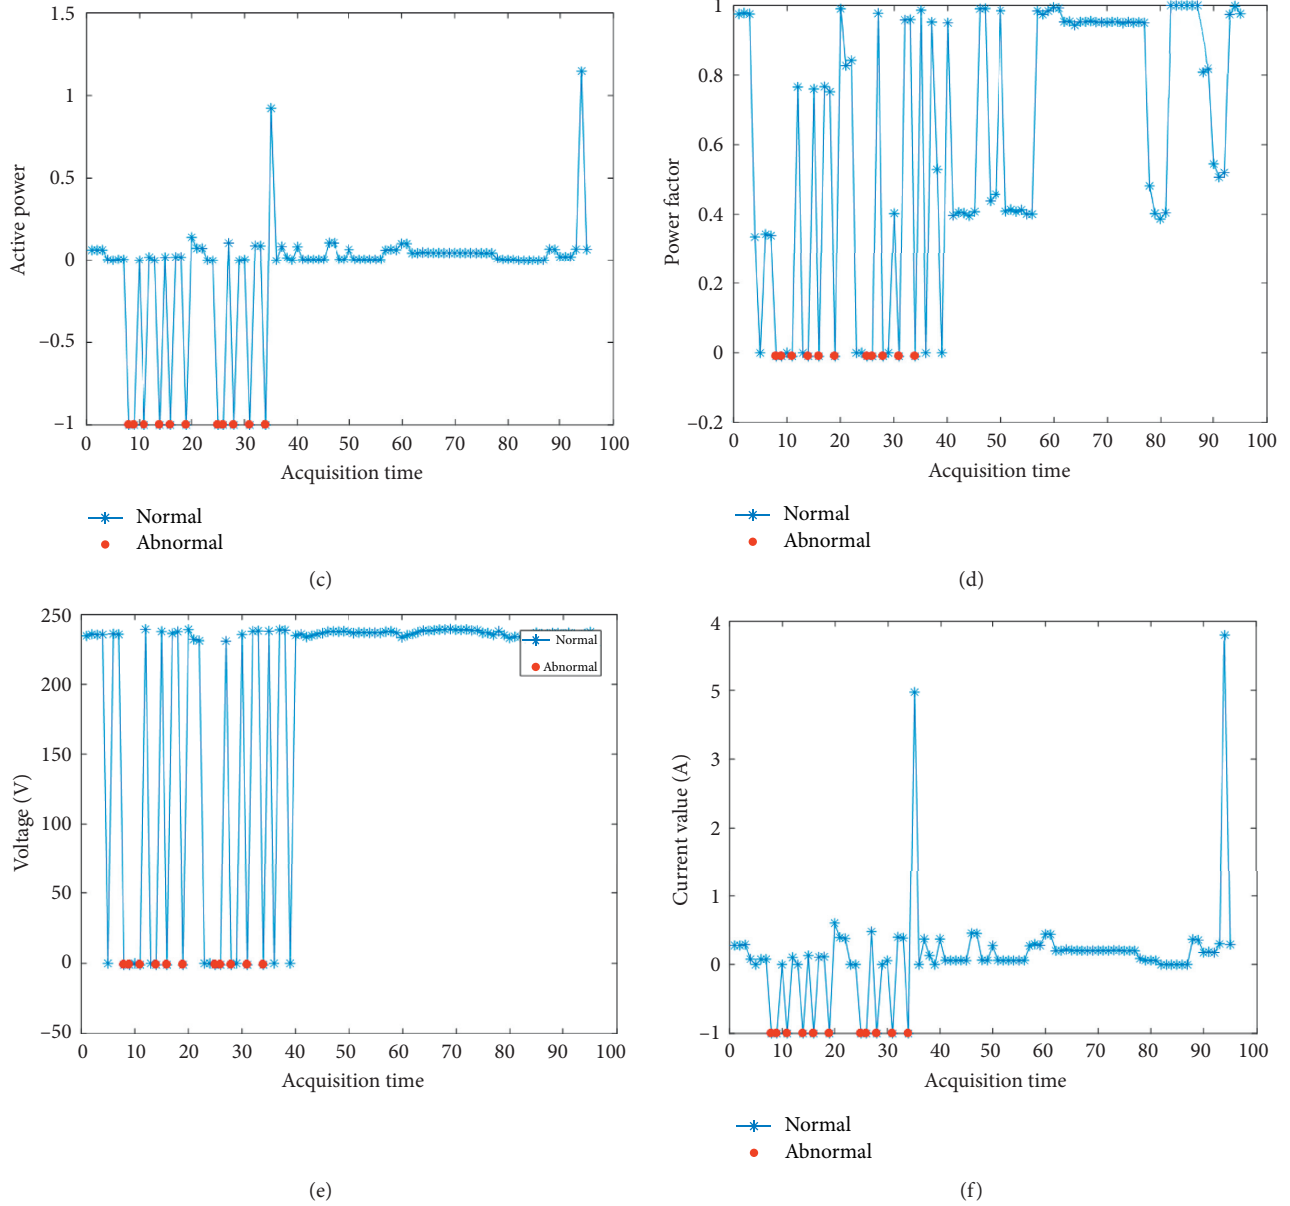 1.5
1
0.5
0
−0.5
−1
Active power
0 10 20 30 40 50 60 70 80 90 100
Acquisition time
Normal
Abnormal
(c)
1
0.8
0.6
0.4
0.2
0
−0.2
Power factor
0 10 20 30 40 50 60 70 80 90 100
Acquisition time
Normal
Abnormal
(d)
250
200
150
100
50
0
−50
Voltage (V)
0 10 20 30 40 50 60 70 80 90 100
Acquisition time
Normal
Abnormal
(e)
4
5
3
2
1
0
−1
Current value (A)
0 10 20 30 40 50 60 70 80 90 100
Acquisition time
Normal
Abnormal
(f)